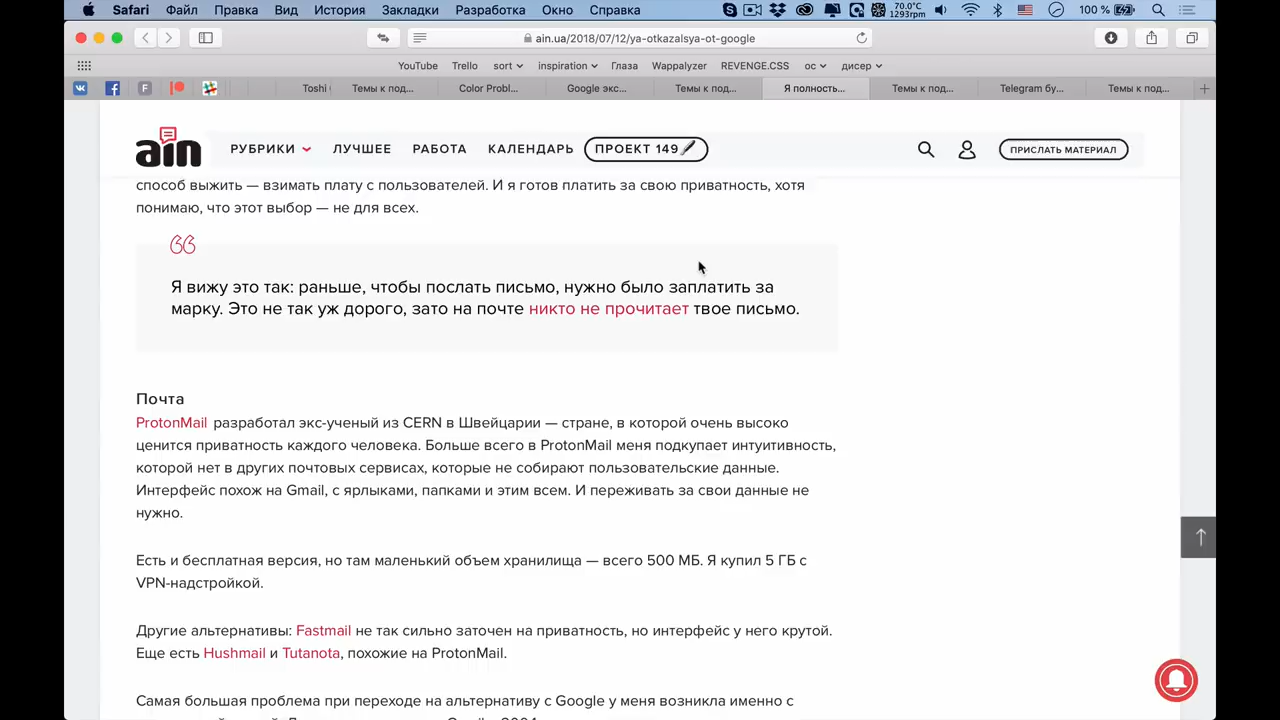 Safari Файл Правка Вид История Закладки Разработка Окно Справка 70.0°C 1293rpm 100 %
ain.ua/2018/07/12/ya-otkazalsya-ot-google
YouTube Trello sort inspiration Глаза Wappalyzer REVENGE.CSS ос дисер
F Toshi Темы к под... Color Probl... Google экс... Темы к под... Я полность... Темы к под... Telegram бу... Темы к под...
ain РУБРИКИ ЛУЧШЕЕ РАБОТА КАЛЕНДАРЬ ПРОЕКТ 149 ПРИСЛАТЬ МАТЕРИАЛ
способ выжить — взимать плату с пользователей. И я готов платить за свою приватность, хотя
понимаю, что этот выбор — не для всех.
Я вижу это так: раньше, чтобы послать письмо, нужно было заплатить за
марку. Это не так уж дорого, зато на почте никто не прочитает твое письмо.
Почта
ProtonMail разработал экс-ученый из CERN в Швейцарии — стране, в которой очень высоко
ценится приватность каждого человека. Больше всего в ProtonMail меня подкупает интуитивность,
которой нет в других почтовых сервисах, которые не собирают пользовательские данные.
Интерфейс похож на Gmail, с ярлыками, папками и этим всем. И переживать за свои данные не
нужно.
Есть и бесплатная версия, но там маленький объем хранилища — всего 500 МБ. Я купил 5 ГБ с
VPN-надстройкой.
Другие альтернативы: Fastmail не так сильно заточен на приватность, но интерфейс у него крутой.
Еще есть Hushmail и Tutanota, похожие на ProtonMail.
Самая большая проблема при переходе на альтернативу с Google у меня возникла именно с